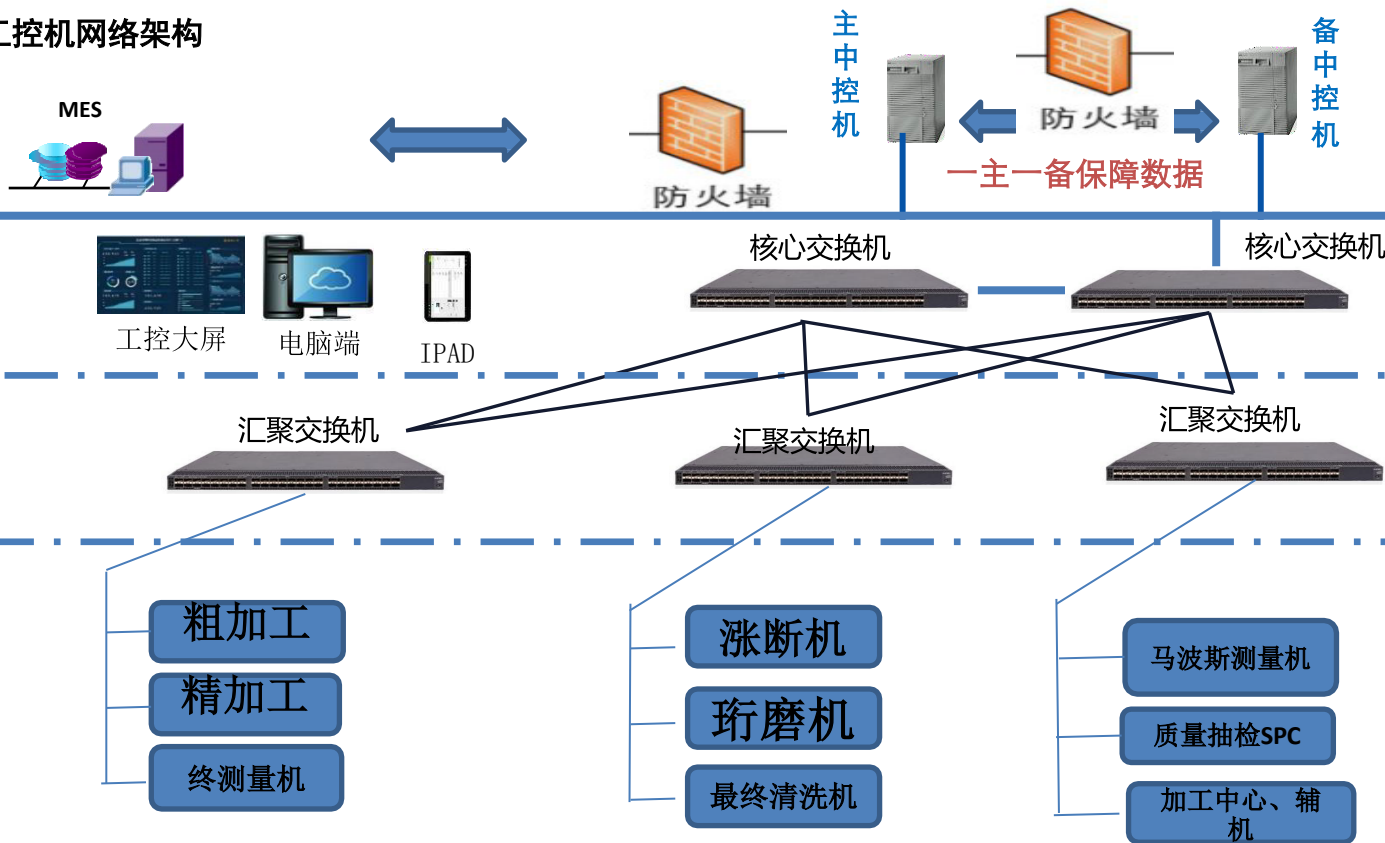 工控机网络架构
MES
防火墙
主中控机
防火墙
备中控机
一主一备保障数据
工控大屏
电脑端
IPAD
核心交换机
核心交换机
汇聚交换机
汇聚交换机
汇聚交换机
粗加工
精加工
终测量机
涨断机
珩磨机
最终清洗机
马波斯测量机
质量抽检SPC
加工中心、辅
机